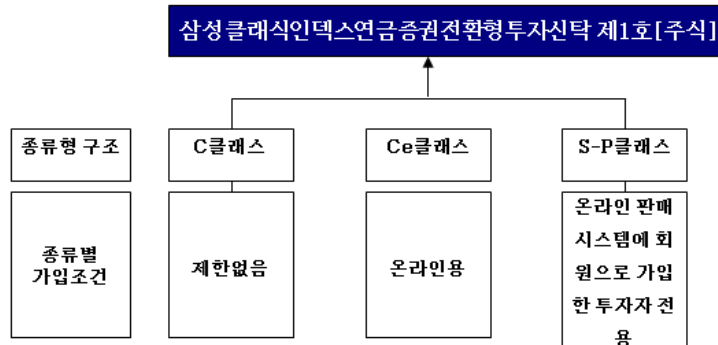 삼성클래식인덱스연금증권전환형투자신탁 제1호[주식]
종류형 구조
C클래스
Ce클래스
S-P클래스
종류별
가입조건
제한없음
온라인용
온라인 판매
시스템에 회
원으로 가입
한 투자자 전
용